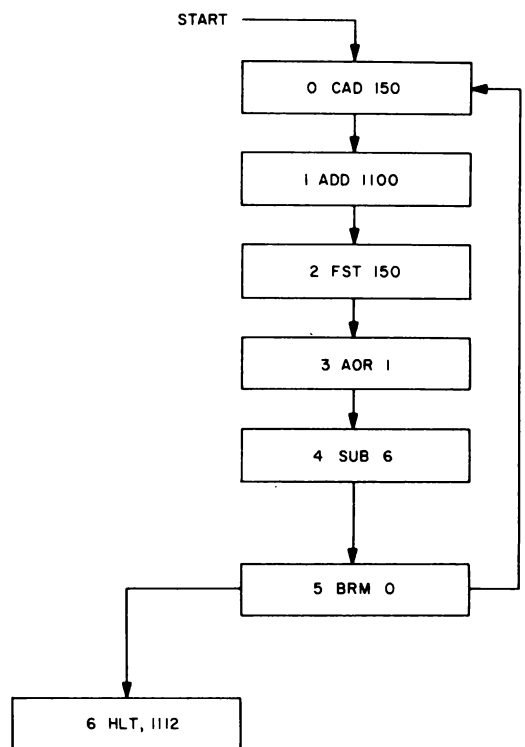 START
0 CAD 150
1 ADD 1100
2 FST 150
3 AOR 1
4 SUB 6
5 BRM 0
6 HLT, 1112